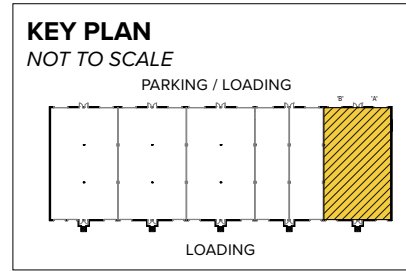 KEY PLAN
NOT TO SCALE
PARKING / LOADING
'B' 'A'
LOADING